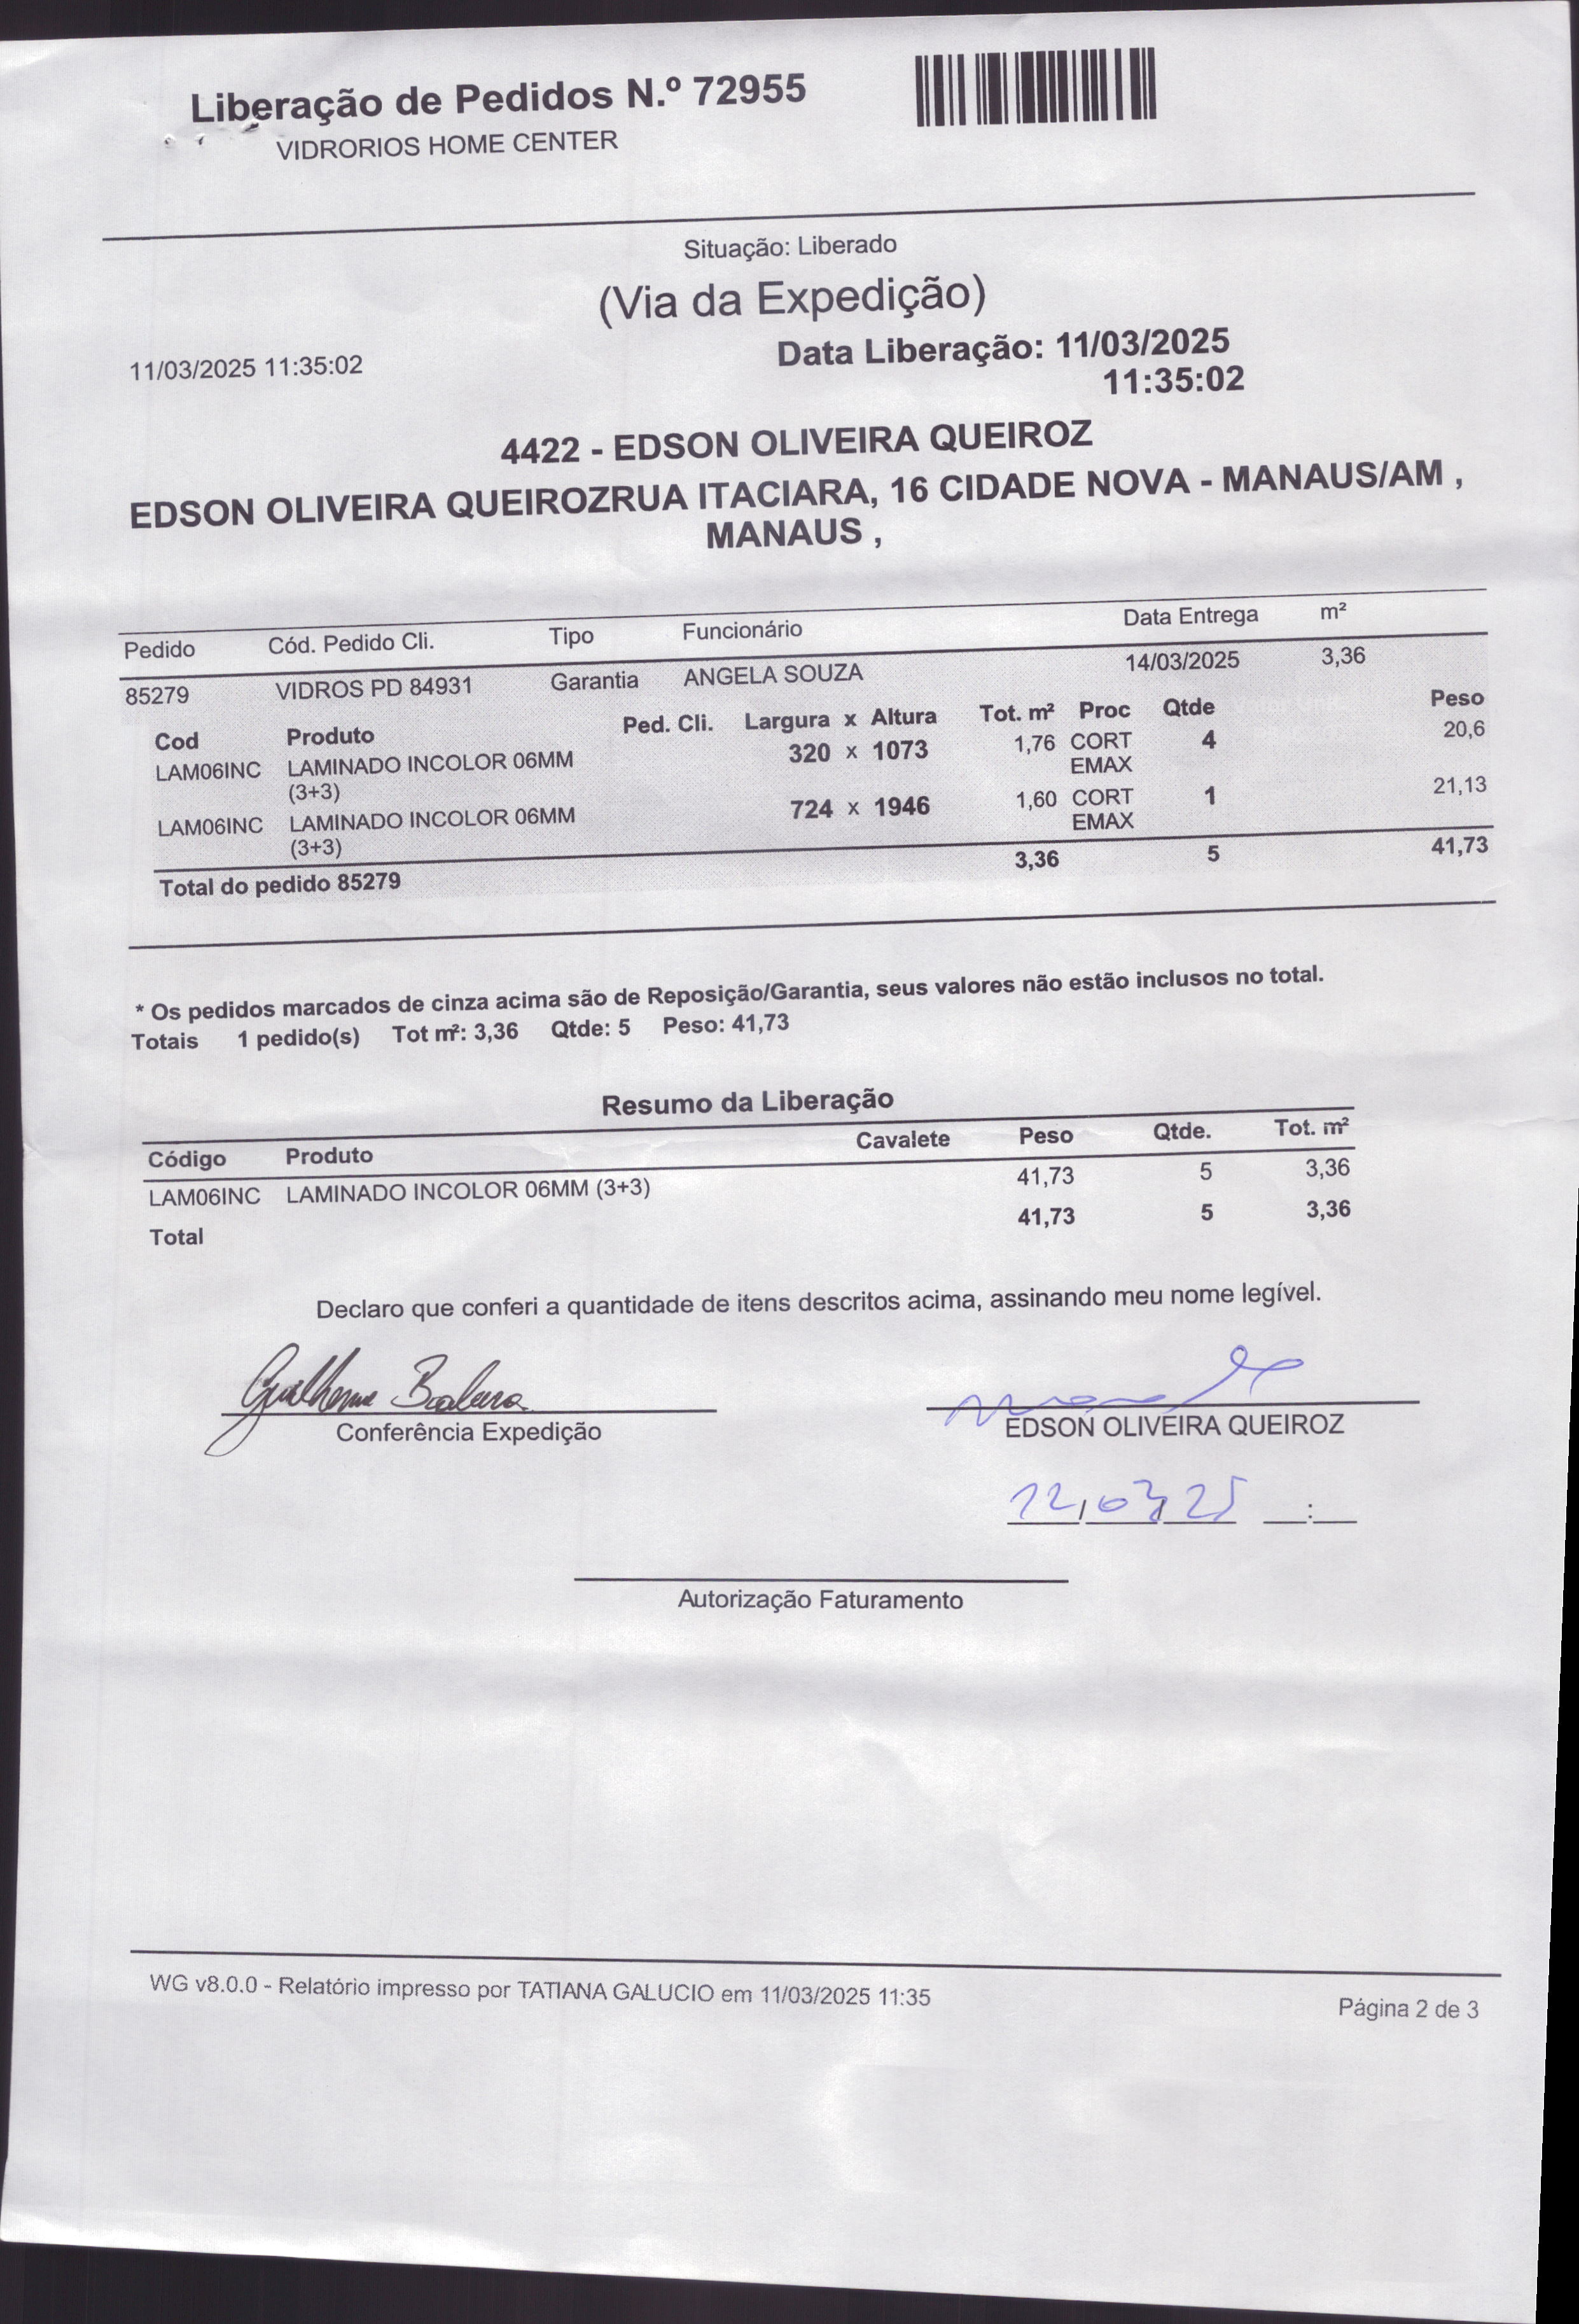 Liberação de Pedidos N.º 72955
VIDRORIOS HOME CENTER
Situação: Liberado
(Via da Expedição)
11/03/2025 11:35:02
Data Liberação: 11/03/2025
11:35:02
4422 - EDSON OLIVEIRA QUEIROZ
EDSON OLIVEIRA QUEIROZRUA ITACIARA, 16 CIDADE NOVA - MANAUS/AM ,
MANAUS ,
Pedido Cód. Pedido Cli. Tipo Funcionário Data Entrega m²
85279 VIDROS PD 84931 Garantia ANGELA SOUZA 14/03/2025 3,36
Cod Produto Ped. Cli. Largura x Altura Tot. m² Proc Qtde Peso
LAM06INC LAMINADO INCOLOR 06MM 320 x 1073 1,76 CORT 4 20,6
(3+3) EMAX
LAM06INC LAMINADO INCOLOR 06MM 724 x 1946 1,60 CORT 1 21,13
(3+3) EMAX
Total do pedido 85279 3,36 5 41,73
* Os pedidos marcados de cinza acima são de Reposição/Garantia, seus valores não estão inclusos no total.
Totais 1 pedido(s) Tot m²: 3,36 Qtde: 5 Peso: 41,73
Resumo da Liberação
Código Produto Cavalete Peso Qtde. Tot. m²
LAM06INC LAMINADO INCOLOR 06MM (3+3) 41,73 5 3,36
Total 41,73 5 3,36
Declaro que conferi a quantidade de itens descritos acima, assinando meu nome legível.
Guilherme
Conferência Expedição
EDSON OLIVEIRA QUEIROZ
12/03/25 __:__
Autorização Faturamento
WG v8.0.0 - Relatório impresso por TATIANA GALUCIO em 11/03/2025 11:35
Página 2 de 3